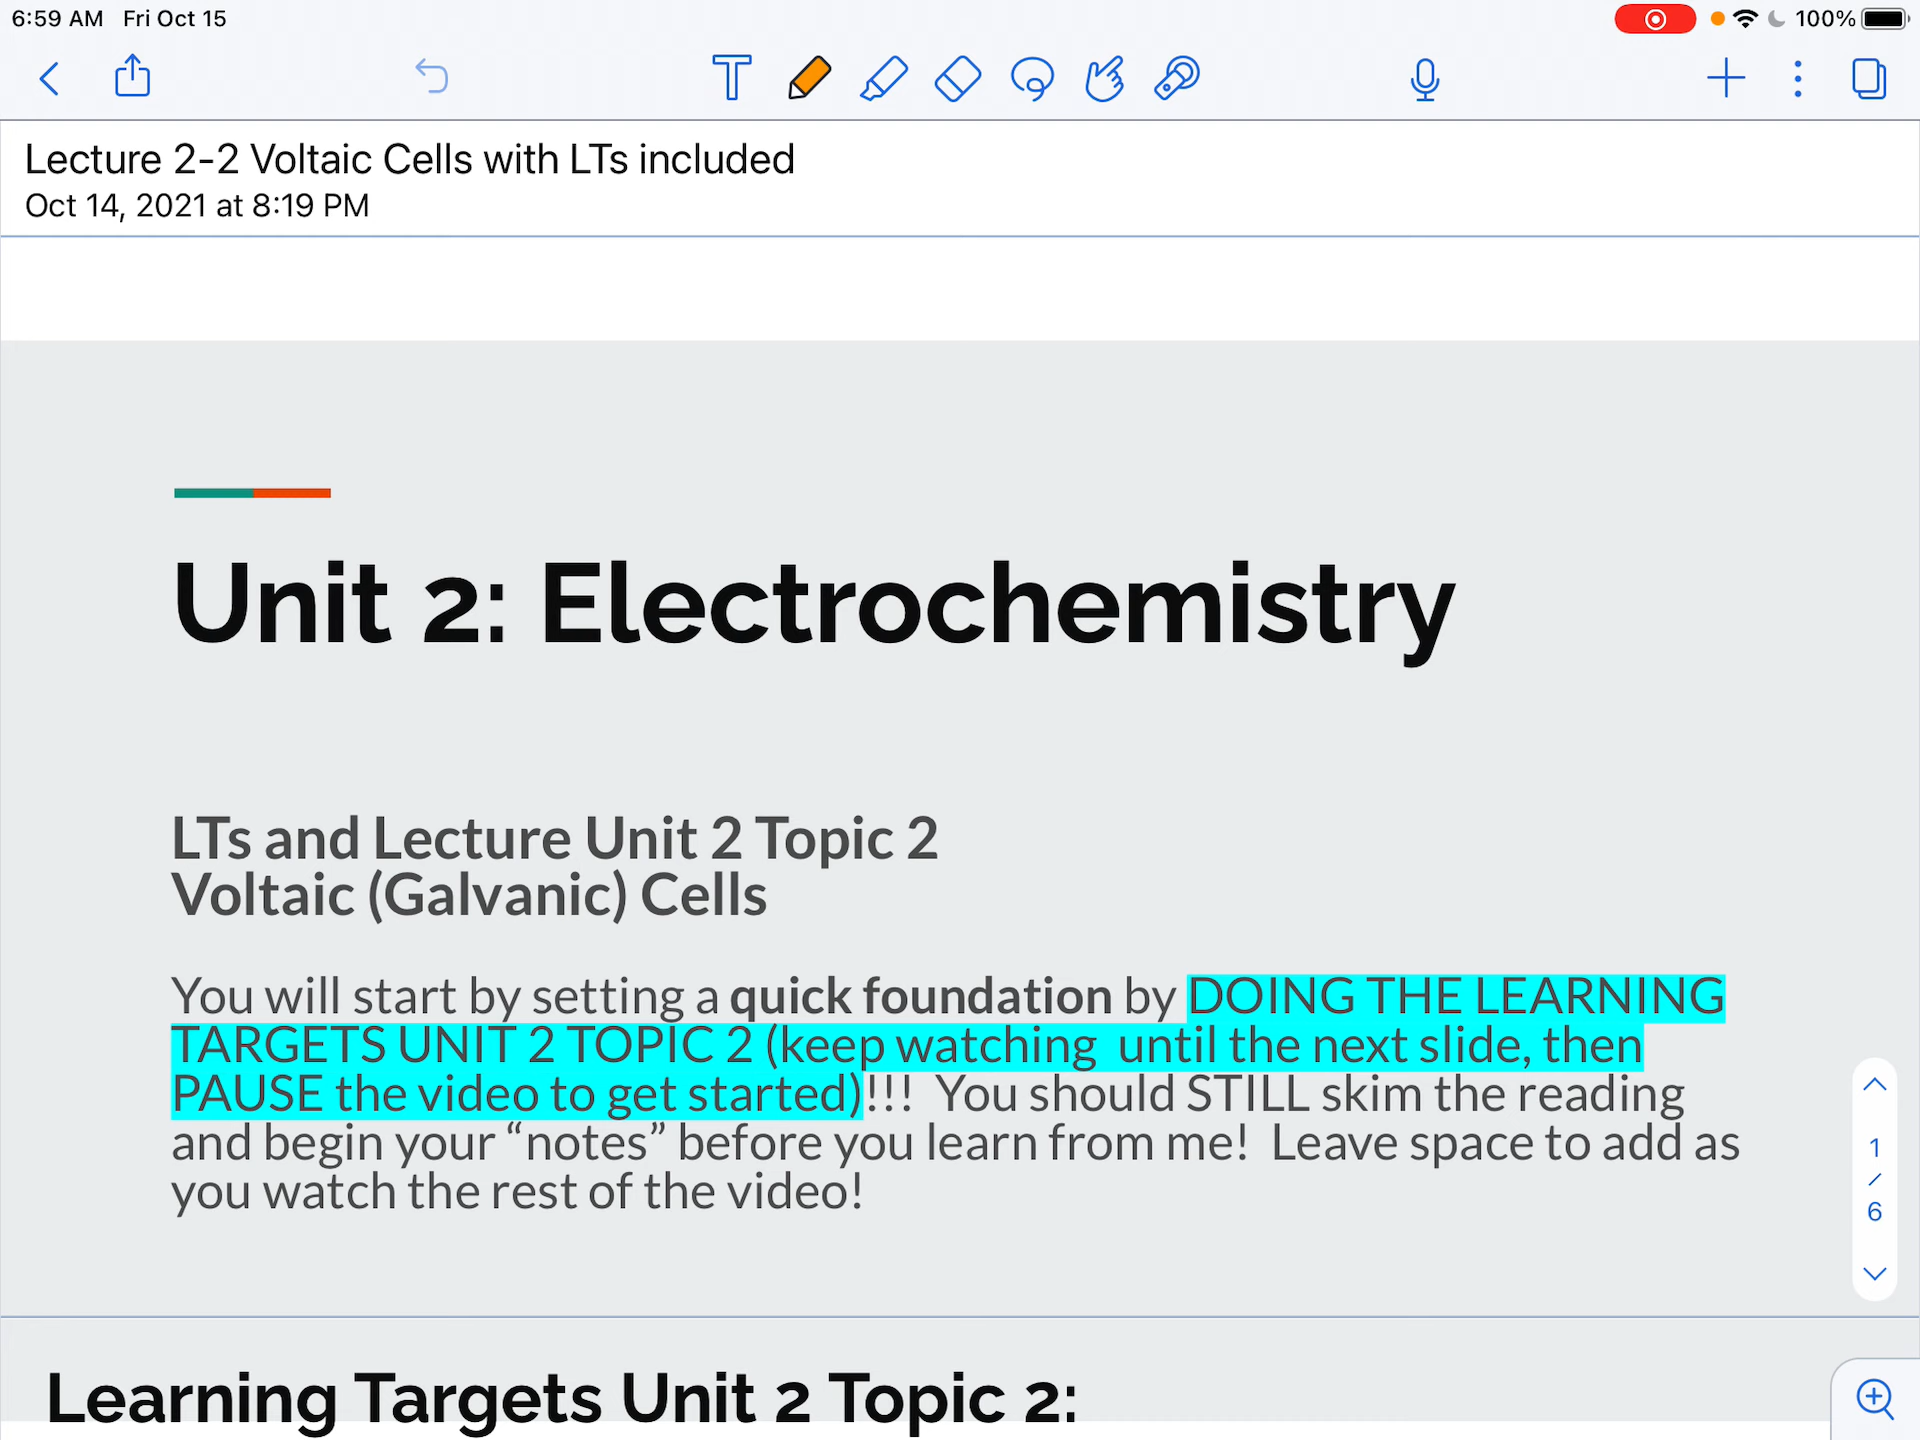 6:59 AM Fri Oct 15
100%
Lecture 2-2 Voltaic Cells with LTs included
Oct 14, 2021 at 8:19 PM
Unit 2: Electrochemistry
LTs and Lecture Unit 2 Topic 2
Voltaic (Galvanic) Cells
You will start by setting a quick foundation by DOING THE LEARNING
TARGETS UNIT 2 TOPIC 2 (keep watching  until the next slide, then
PAUSE the video to get started)!!!  You should STILL skim the reading
and begin your “notes” before you learn from me!  Leave space to add as
you watch the rest of the video!
1
/
6
Learning Targets Unit 2 Topic 2: